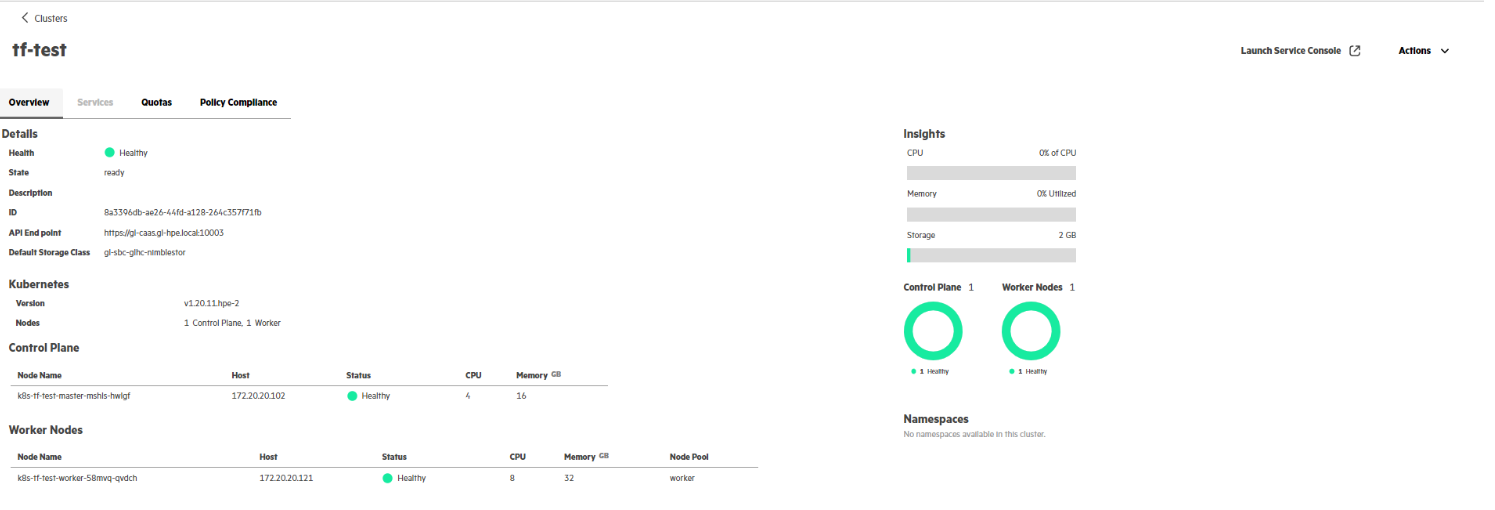 Clusters
tf-test
Launch Service Console Actions
Overview Services Quotas Policy Compliance
Details
Health Healthy
State ready
Description
ID 8a3396db-ae26-44fd-a128-264c357f71fb
API End point https://gl-caas.gl-hpe.local:10003
Default Storage Class gl-sbc-glhc-nimblestor
Kubernetes
Version v1.20.11.hpe-2
Nodes 1 Control Plane, 1 Worker
Control Plane
Node Name Host Status CPU Memory GB
k8s-tf-test-master-mshls-hwlgf 172.20.20.102 Healthy 4 16
Worker Nodes
Node Name Host Status CPU Memory GB Node Pool
k8s-tf-test-worker-58mvq-qvdch 172.20.20.121 Healthy 8 32 worker
Insights
CPU 0% of CPU
Memory 0% Utilized
Storage 2 GB
Control Plane 1 Worker Nodes 1
1 Healthy 1 Healthy
Namespaces
No namespaces available in this cluster.